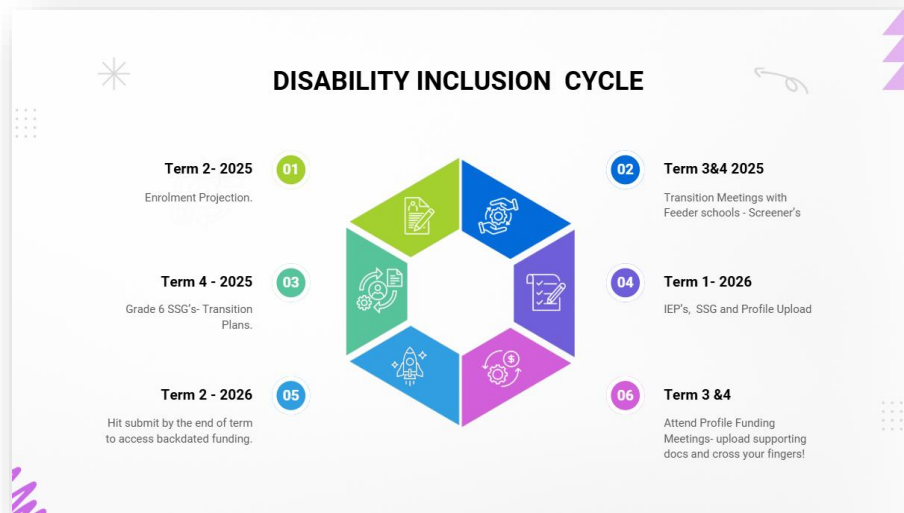 DISABILITY INCLUSION CYCLE
01
Term 2- 2025
Enrolment Projection.
02
Term 3&4 2025
Transition Meetings with
Feeder schools - Screener's
03
Term 4 - 2025
Grade 6 SSG's- Transition
Plans.
04
Term 1- 2026
IEP's, SSG and Profile Upload
05
Term 2 - 2026
Hit submit by the end of term
to access backdated funding.
06
Term 3 &4
Attend Profile Funding
Meetings- upload supporting
docs and cross your fingers!
$